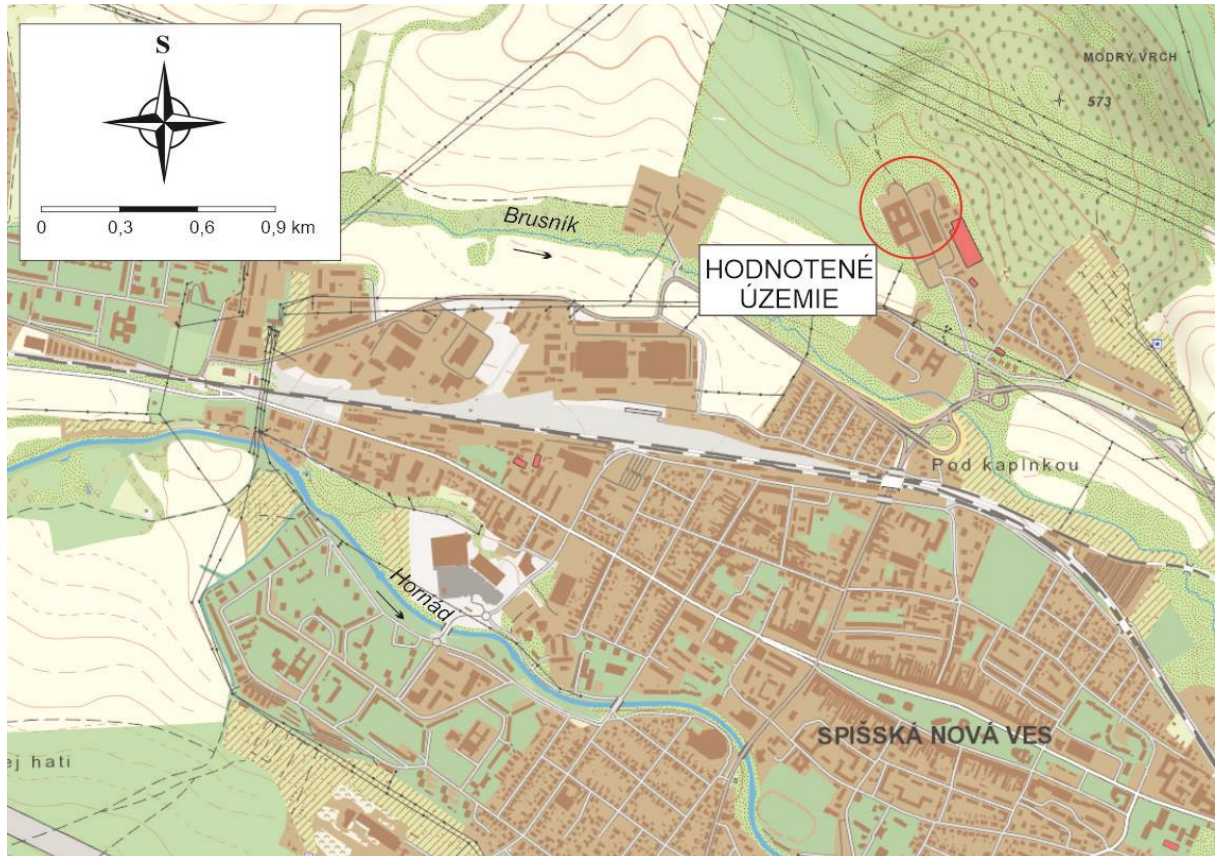 S
0 0,3 0,6 0,9 km
MODRÝ VRCH
573
Brusník
HODNOTENÉ
ÚZEMIE
Pod kaplnkou
Hornád
SPIŠSKÁ NOVÁ VES
ej hati